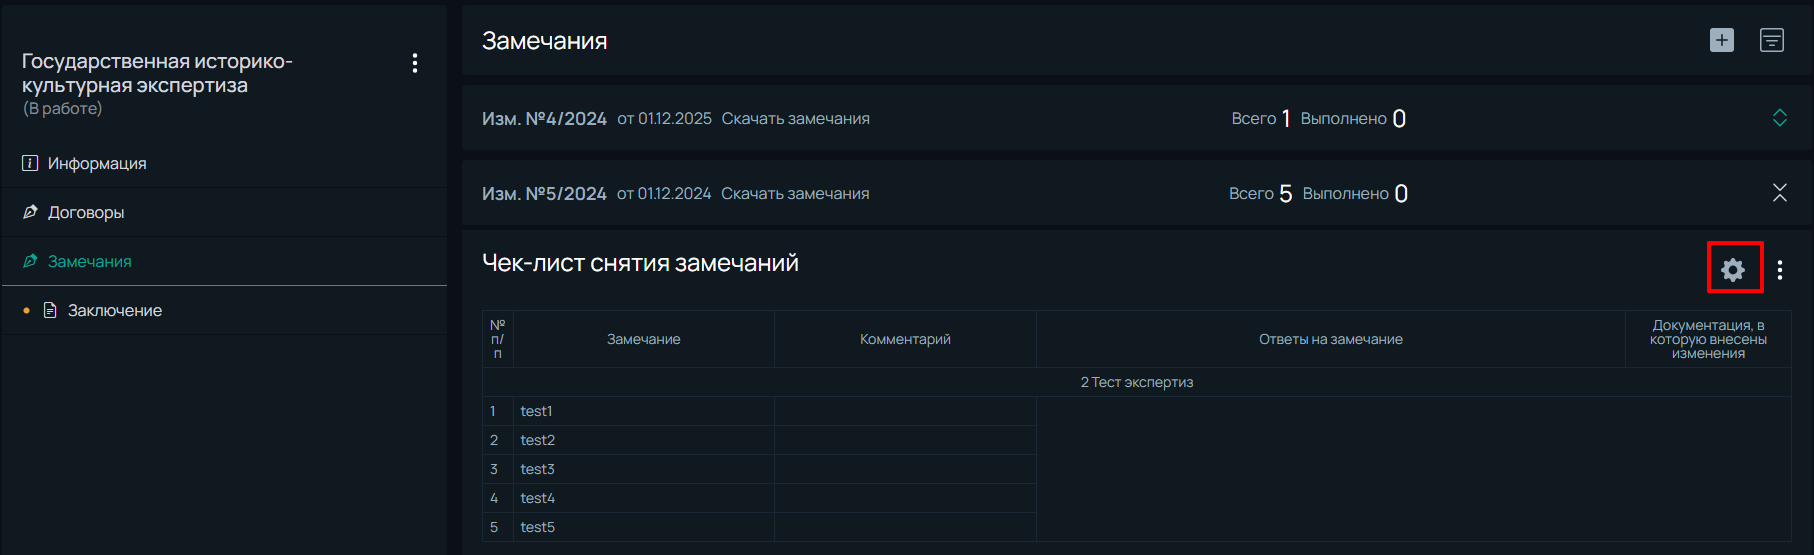 Государственная историко-
культурная экспертиза
(В работе)
Информация
Договоры
Замечания
Заключение
Замечания
Изм. №4/2024 от 01.12.2025 Скачать замечания Всего 1 Выполнено 0
Изм. №5/2024 от 01.12.2024 Скачать замечания Всего 5 Выполнено 0
Чек-лист снятия замечаний
№
п/
п
Замечание
Комментарий
Ответы на замечание
Документация, в
которую внесены
изменения
2 Тест экспертиз
1 test1
2 test2
3 test3
4 test4
5 test5